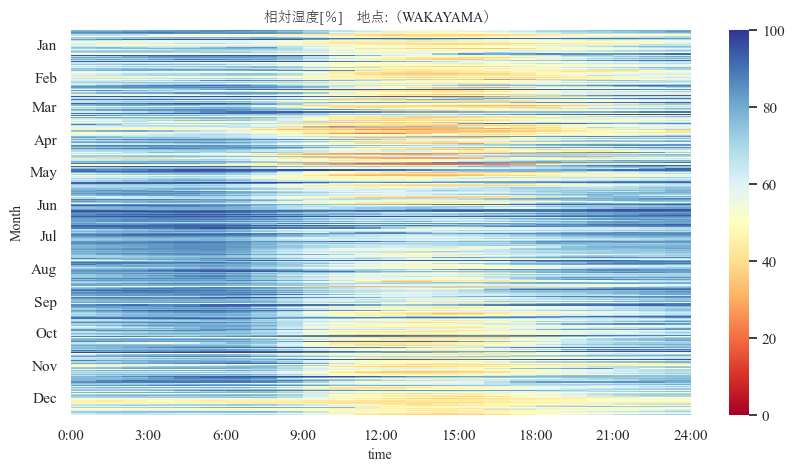 相対湿度[%]　地点:（WAKAYAMA）
Jan
Feb
Mar
Apr
May
Jun
Jul
Aug
Sep
Oct
Nov
Dec
Month
0:00 3:00 6:00 9:00 12:00 15:00 18:00 21:00 24:00
time
100
80
60
40
20
0